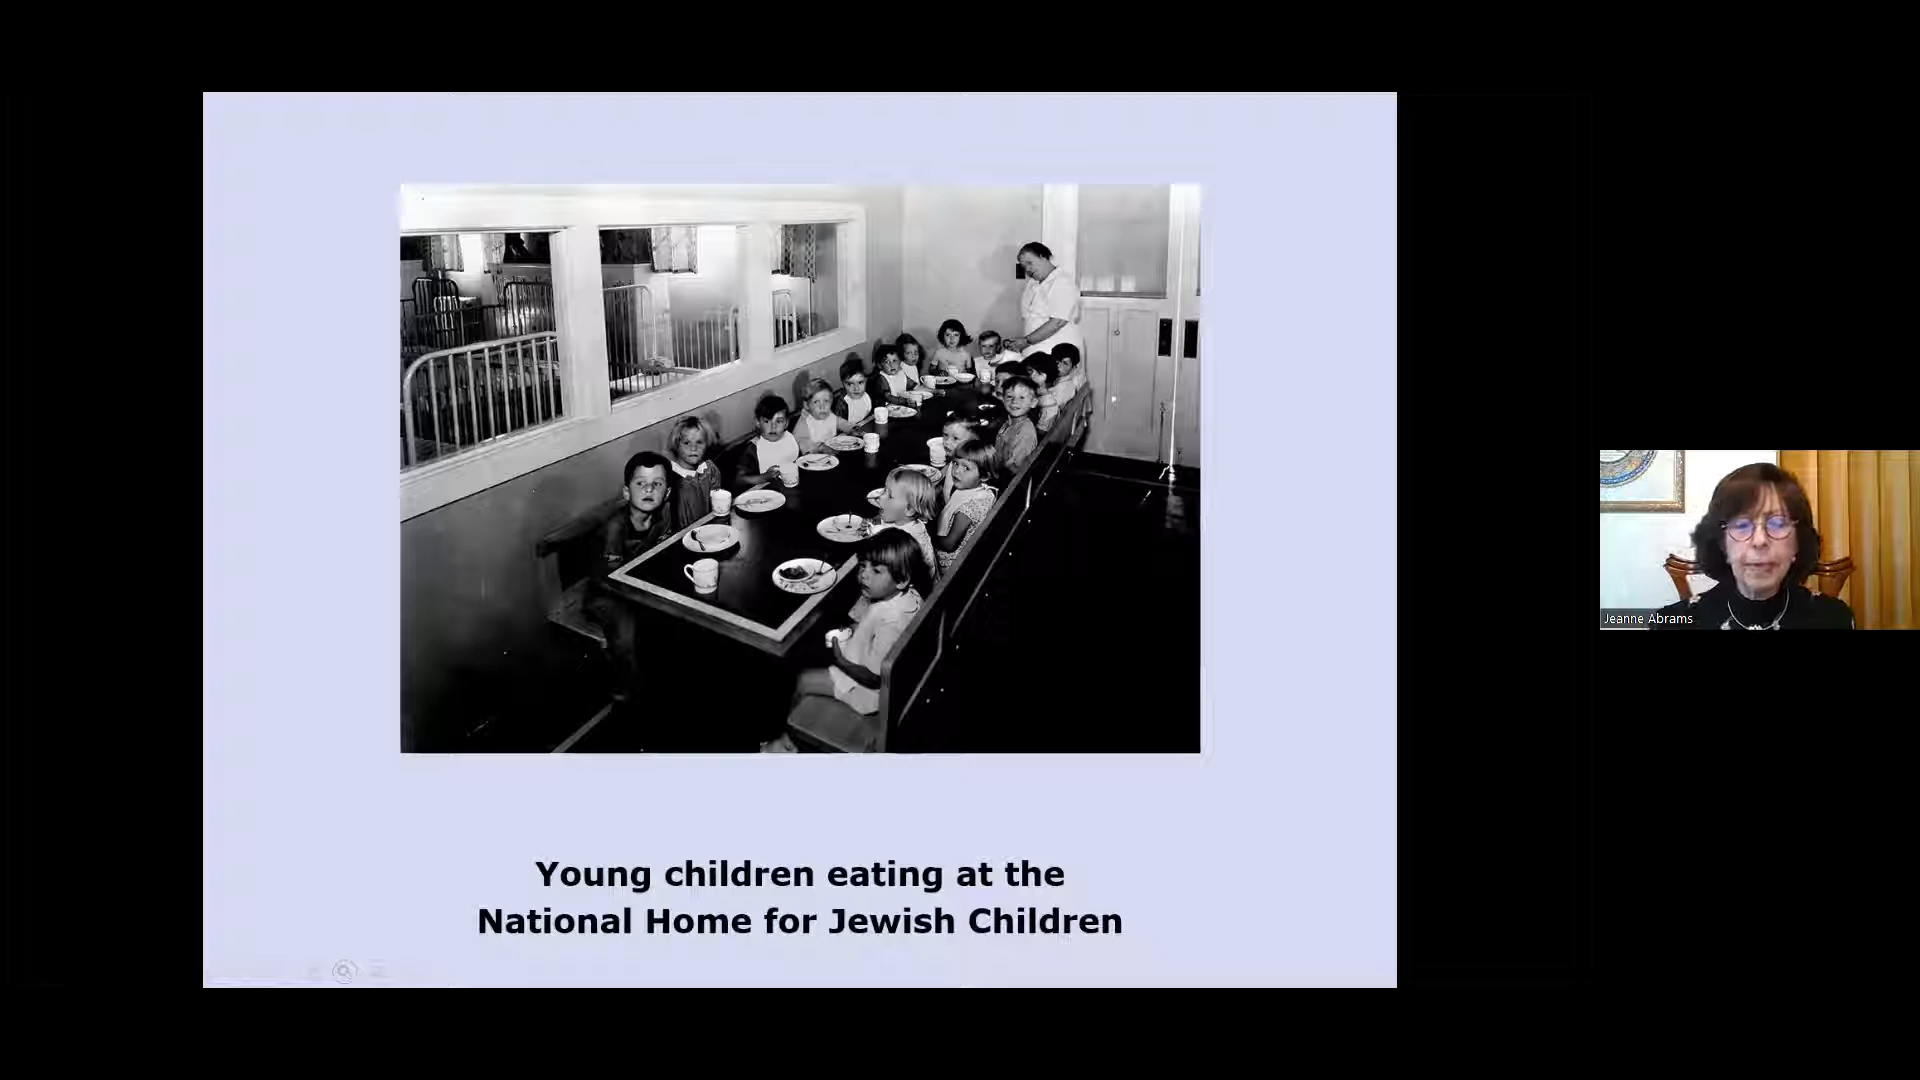 Young children eating at the
National Home for Jewish Children
Jeanne Abrams